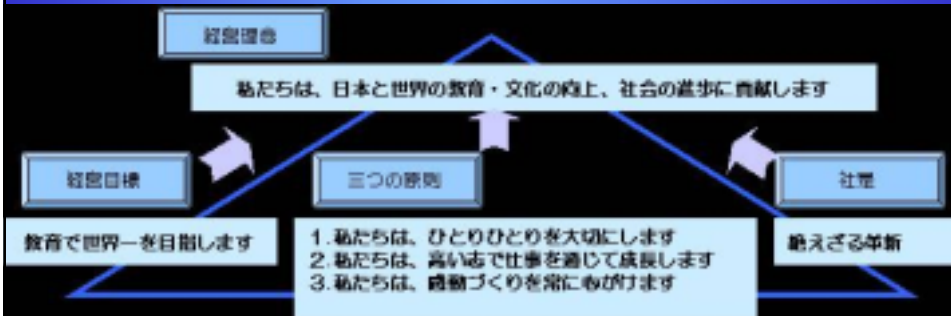 経営理念
私たちは、日本と世界の教育・文化の向上、社会の進歩に貢献します
経営目標
三つの原則
社是
教育で世界一を目指します
1.私たちは、ひとりひとりを大切にします
2.私たちは、高い志で仕事を通じて成長します
3.私たちは、感動づくりを常に心がけます
絶えざる革新